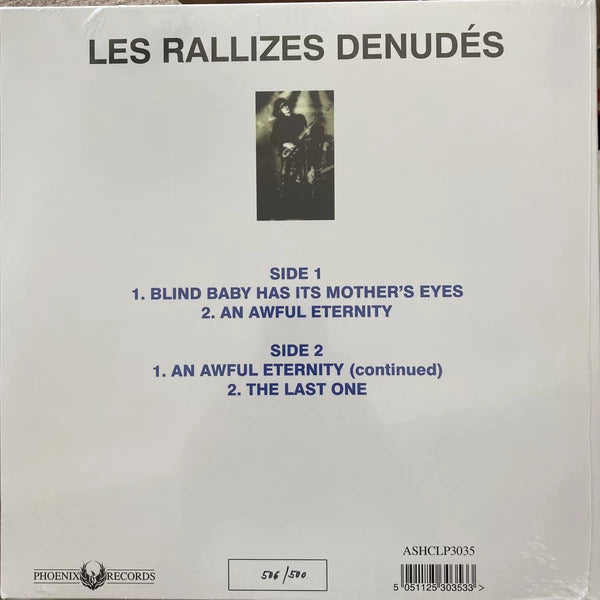 LES RALLIZES DENUDÉS
SIDE 1
1. BLIND BABY HAS ITS MOTHER'S EYES
2. AN AWFUL ETERNITY
SIDE 2
1. AN AWFUL ETERNITY (continued)
2. THE LAST ONE
PHOENIX RECORDS
506/500
ASHCLP3035
5 051125 303533 >